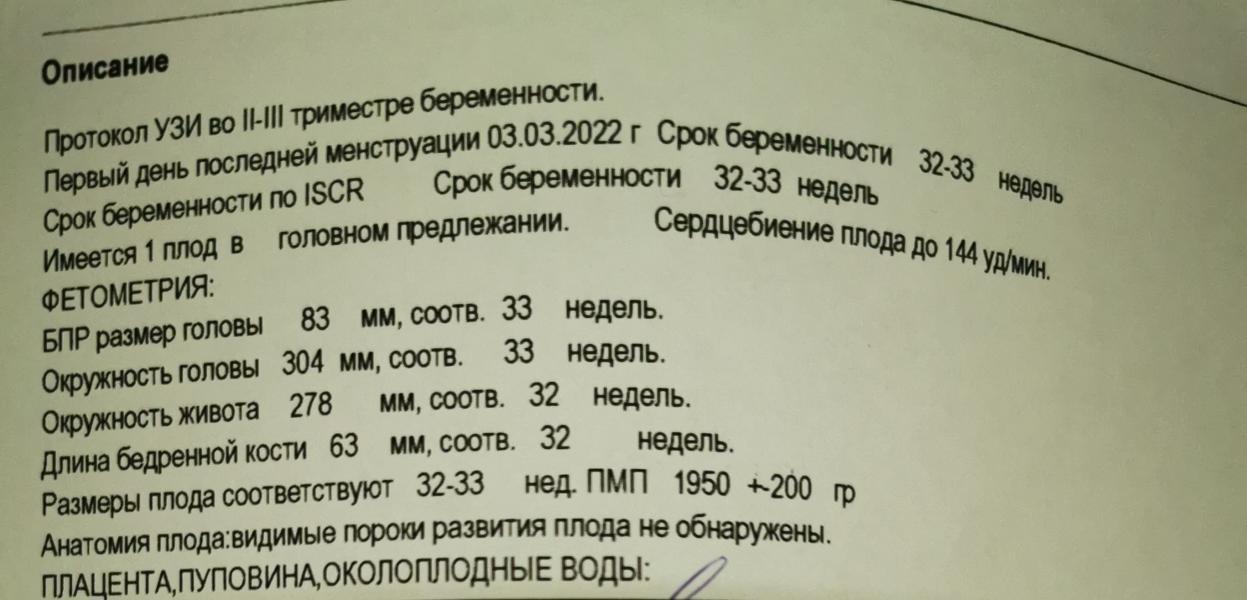 Описание
Протокол УЗИ во II-III триместре беременности.
Первый день последней менструации 03.03.2022 г Срок беременности 32-33 недель
Срок беременности по ISCR Срок беременности 32-33 недель
Имеется 1 плод в головном предлежании. Сердцебиение плода до 144 уд/мин.
ФЕТОМЕТРИЯ:
БПР размер головы 83 мм, соотв. 33 недель.
Окружность головы 304 мм, соотв. 33 недель.
Окружность живота 278 мм, соотв. 32 недель.
Длина бедренной кости 63 мм, соотв. 32 недель.
Размеры плода соответствуют 32-33 нед. ПМП 1950 +-200 гр
Анатомия плода:видимые пороки развития плода не обнаружены.
ПЛАЦЕНТА,ПУПОВИНА,ОКОЛОПЛОДНЫЕ ВОДЫ: